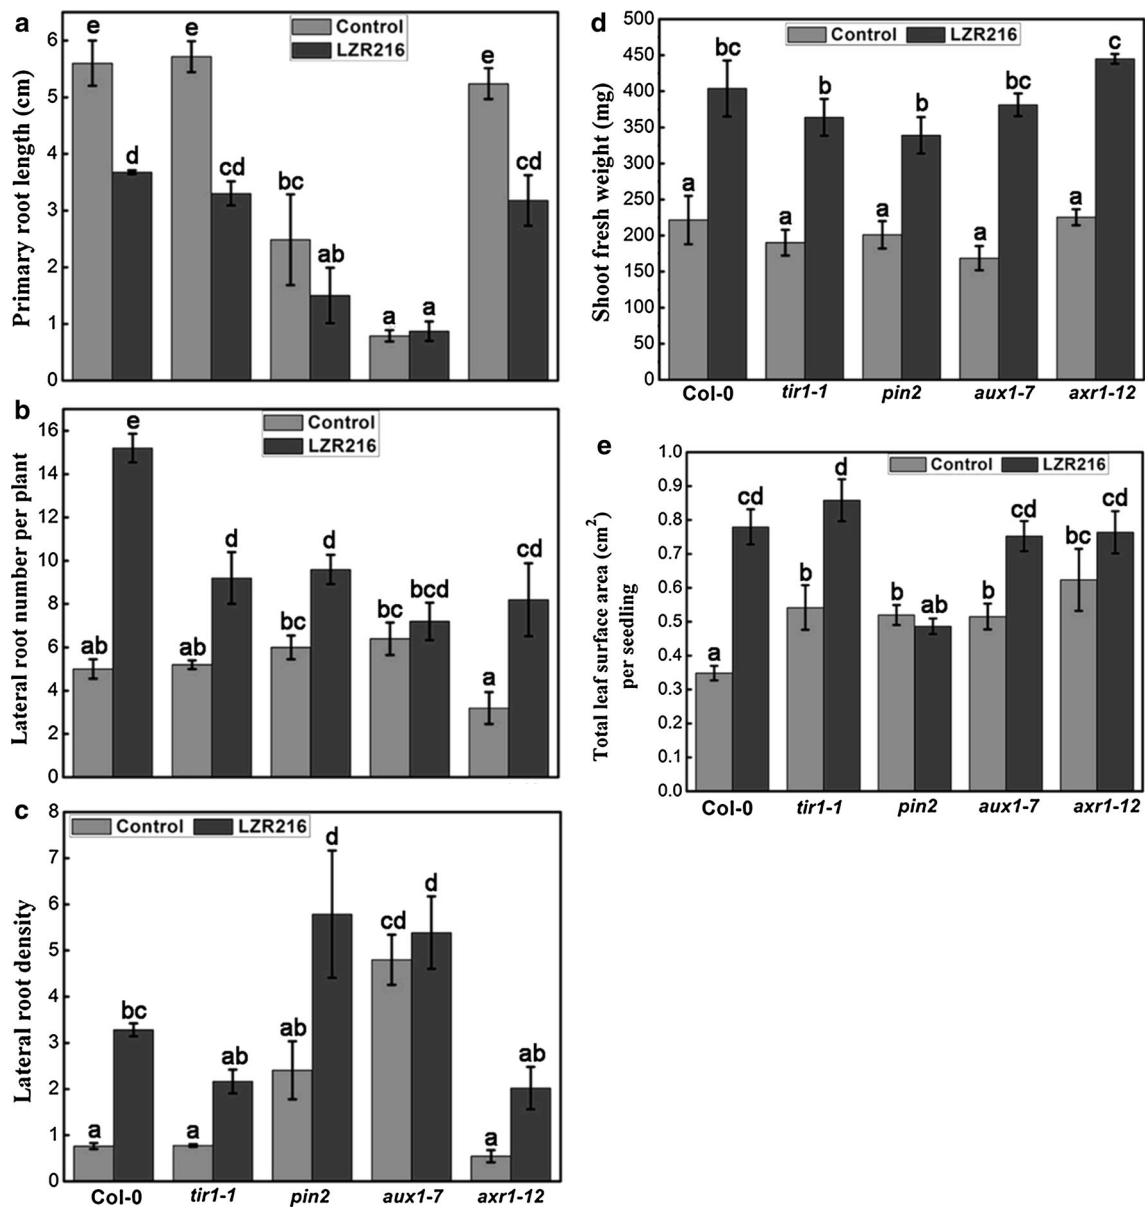 a
Primary root length (cm)
6
5
4
3
2
1
0
Control
LZR216
e
d
e
cd
bc
ab
a
a
e
cd
b
Lateral root number per plant
16
14
12
10
8
6
4
2
0
Control
LZR216
ab
e
ab
d
bc
d
bc
bcd
a
cd
c
Lateral root density
8
7
6
5
4
3
2
1
0
Control
LZR216
a
bc
a
ab
ab
d
cd
d
a
ab
Col-0
tir1-1
pin2
aux1-7
axr1-12
d
Shoot fresh weight (mg)
500
450
400
350
300
250
200
150
100
50
0
Control
LZR216
a
bc
a
b
a
b
a
bc
a
c
Col-0
tir1-1
pin2
aux1-7
axr1-12
e
Total leaf surface area (cm²)
per seedling
1.0
0.9
0.8
0.7
0.6
0.5
0.4
0.3
0.2
0.1
0.0
Control
LZR216
a
cd
b
d
b
ab
b
cd
bc
cd
Col-0
tir1-1
pin2
aux1-7
axr1-12